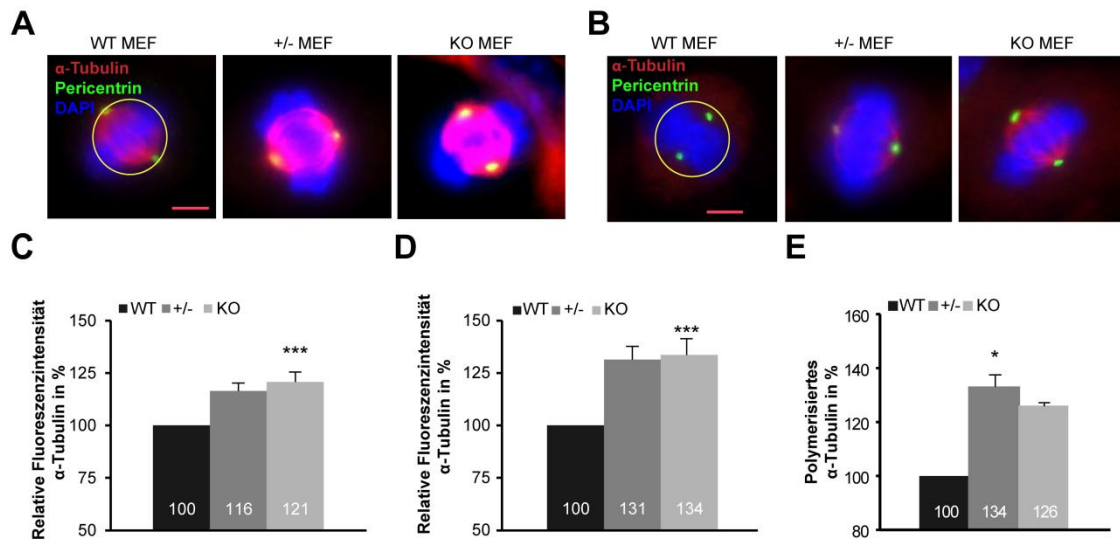 A
WT MEF
+/- MEF
KO MEF
α-Tubulin
Pericentrin
DAPI
B
WT MEF
+/- MEF
KO MEF
α-Tubulin
Pericentrin
DAPI
C
WT +/- KO
Relative Fluoreszenzintensität
α-Tubulin in %
150
125
100
75
50
***
100 116 121
D
WT +/- KO
Relative Fluoreszenzintensität
α-Tubulin in %
150
125
100
75
50
***
100 131 134
E
WT +/- KO
Polymerisiertes
α-Tubulin in %
160
140
120
100
80
*
100 134 126